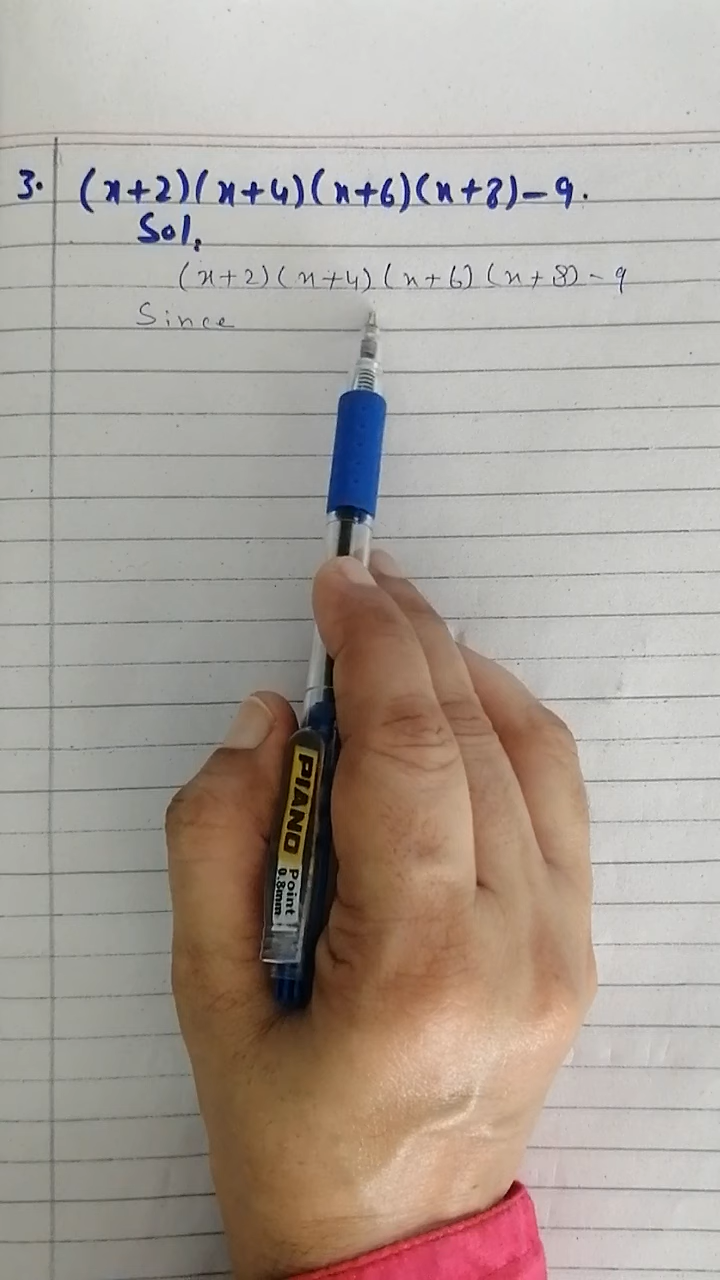 3. (x+2)(x+4)(x+6)(x+8)-9.
Sol.
(x+2)(x+4)(x+6)(x+8)-9
Since
PIANO
Point
0.8mm